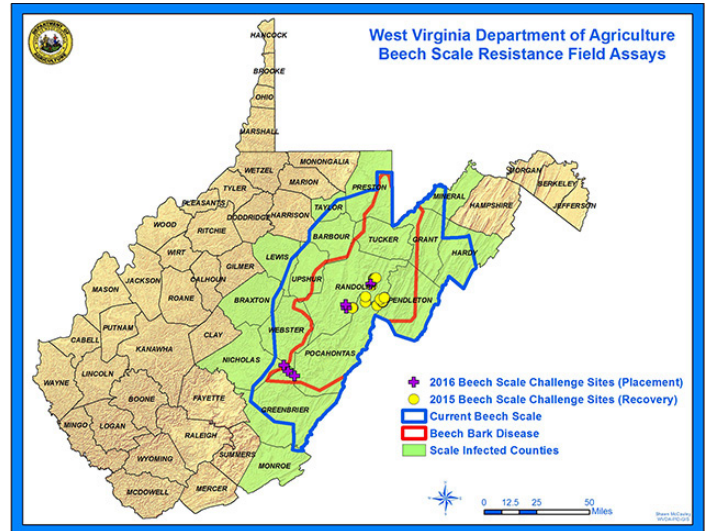 West Virginia Department of Agriculture
Beech Scale Resistance Field Assays
DEPARTMENT OF
AGRICULTURE
HANCOCK
BROOKE
OHIO
MARSHALL
WETZEL
MONONGALIA
MORGAN
BERKELEY
JEFFERSON
MARION
PRESTON
MINERAL
HAMPSHIRE
TYLER
PLEASANTS
DODDRIDGE
HARRISON
TAYLOR
WOOD
RITCHIE
BARBOUR
TUCKER
GRANT
HARDY
WIRT
LEWIS
GILMER
UPSHUR
RANDOLPH
PENDLETON
MASON
JACKSON
CALHOUN
ROANE
BRAXTON
PUTNAM
CLAY
WEBSTER
CABELL
KANAWHA
NICHOLAS
POCAHONTAS
WAYNE
LINCOLN
BOONE
FAYETTE
GREENBRIER
MINGO
LOGAN
RALEIGH
SUMMERS
WYOMING
MONROE
MCDOWELL
MERCER
2016 Beech Scale Challenge Sites (Placement)
2015 Beech Scale Challenge Sites (Recovery)
Current Beech Scale
Beech Bark Disease
Scale Infected Counties
0 12.5 25 50
Miles